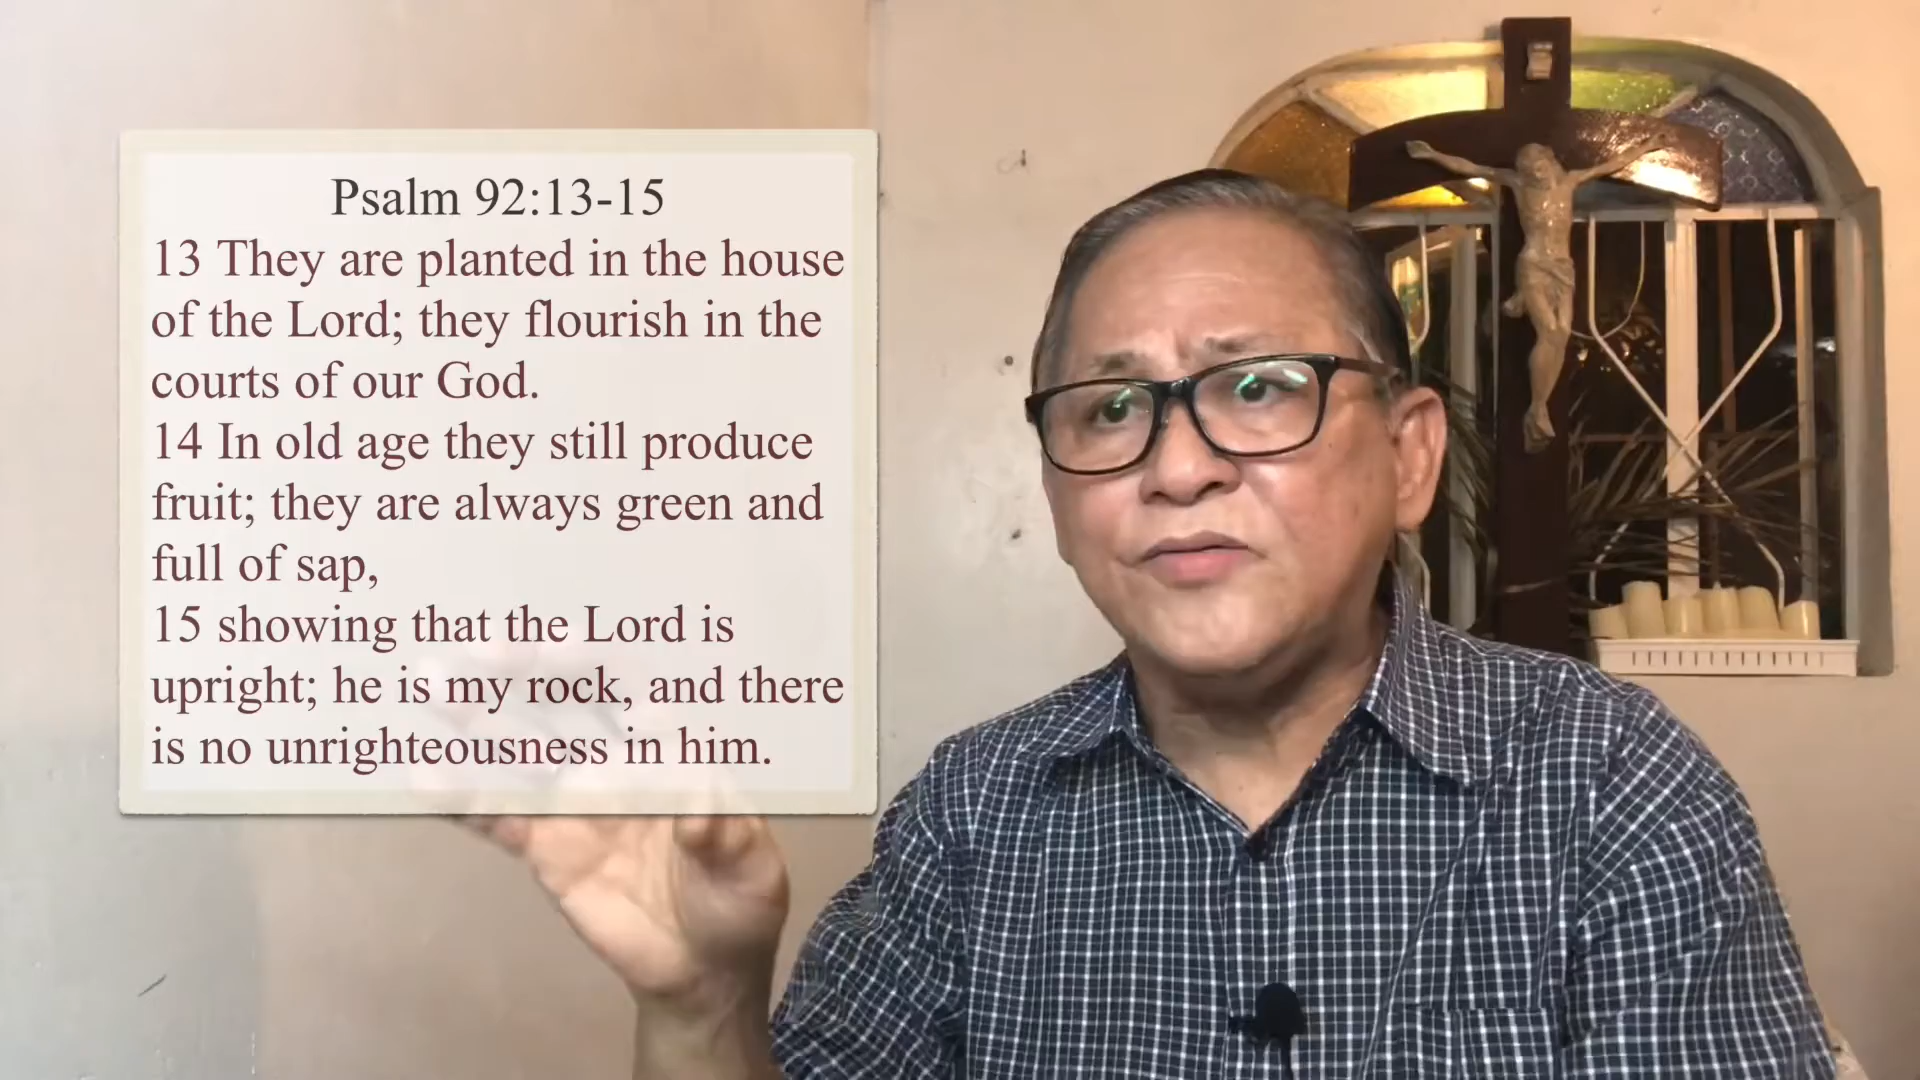 Psalm 92:13-15
13 They are planted in the house
of the Lord; they flourish in the
courts of our God.
14 In old age they still produce
fruit; they are always green and
full of sap,
15 showing that the Lord is
upright; he is my rock, and there
is no unrighteousness in him.